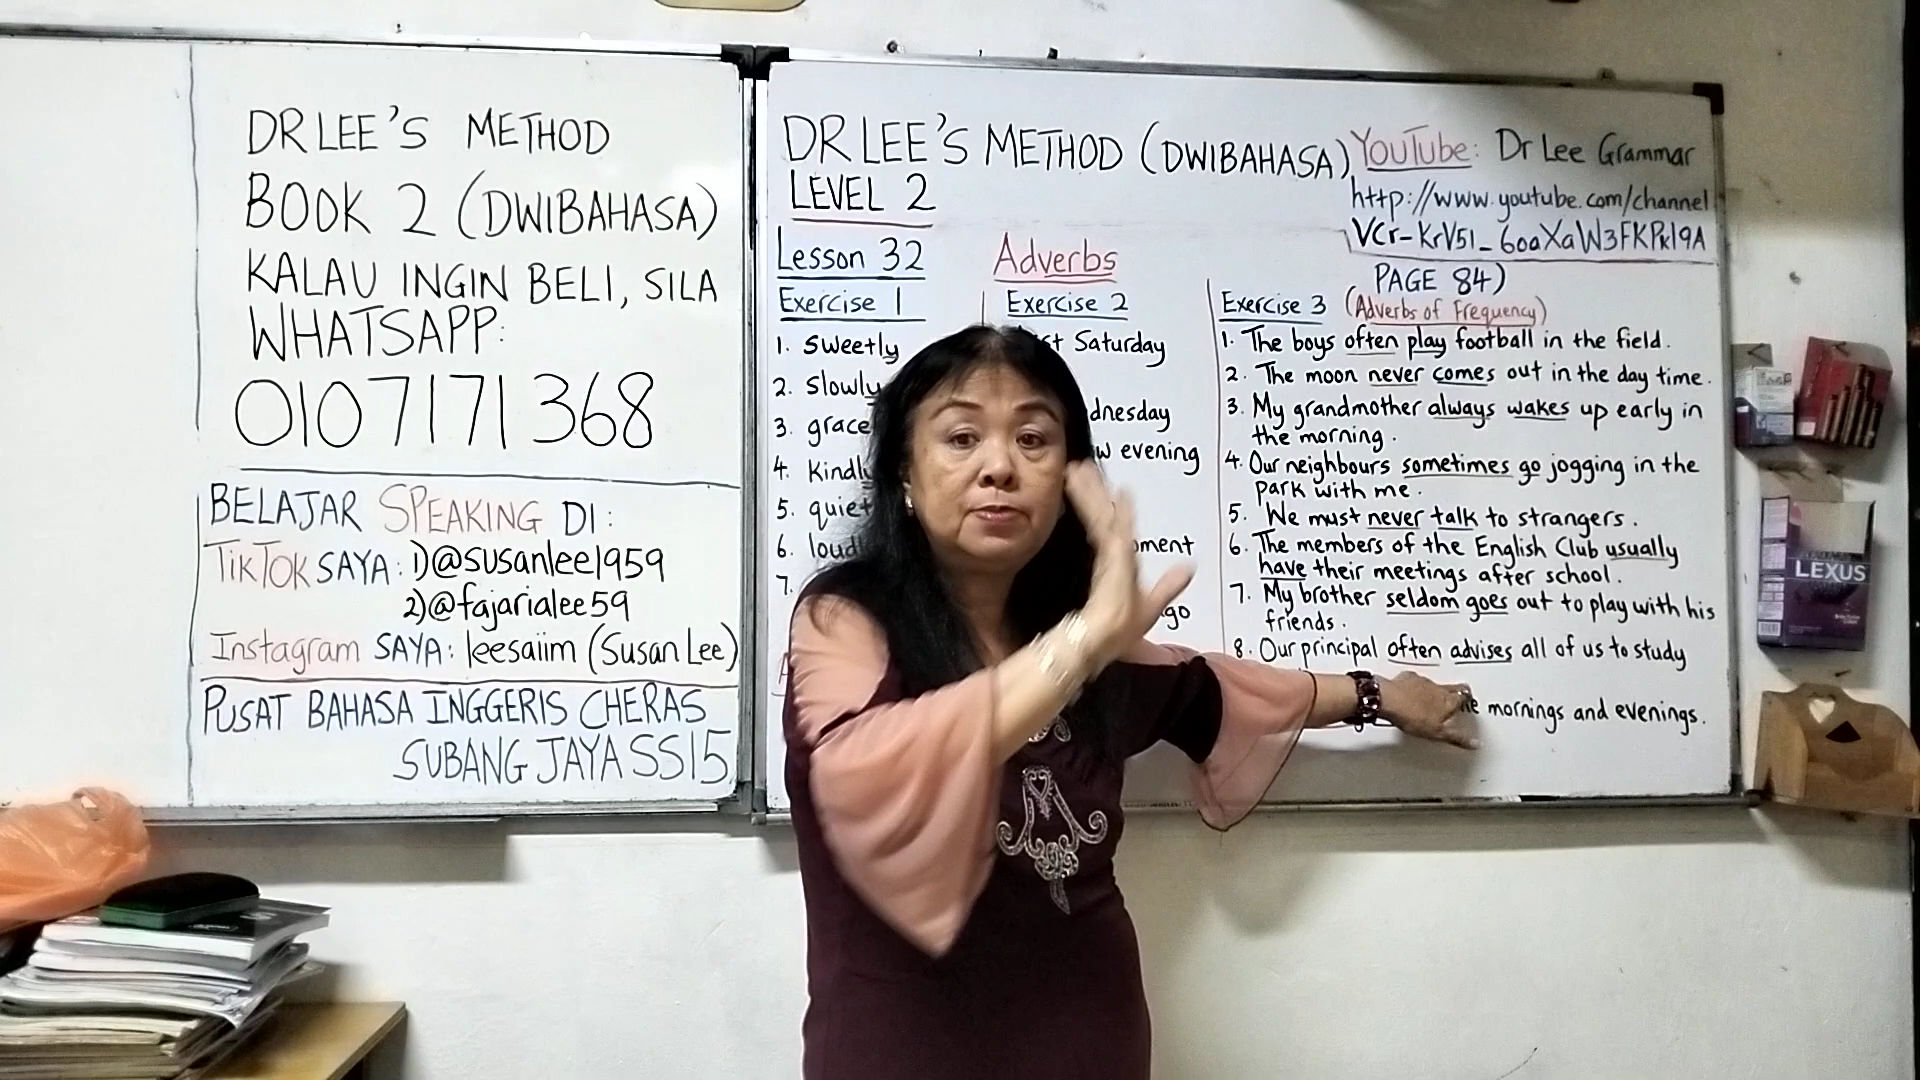 DR LEE'S METHOD
BOOK 2 (DWIBAHASA)
KALAU INGIN BELI, SILA
WHATSAPP:
0107171368
BELAJAR SPEAKING DI:
TikTok SAYA: 1)@susanlee1959
2)@fajarialee59
Instagram SAYA: leesaiim (Susan Lee)
PUSAT BAHASA INGGERIS CHERAS
SUBANG JAYA SS15
DR LEE'S METHOD (DWIBAHASA)
LEVEL 2
YouTube: Dr Lee Grammar
http://www.youtube.com/channel
VCr-KrV51_6oaXaW3FKPkl9A
Lesson 32 Adverbs
PAGE 84)
Exercise 1
1. sweetly
2. slowly
3.
4. kindly
5.
6.
7.
Exercise 2
Saturday
evening
ago
Exercise 3 (Adverbs of Frequency)
1. The boys often play football in the field.
2. The moon never comes out in the day time.
3. My grandmother always wakes up early in
the morning.
4. Our neighbours sometimes go jogging in the
park with me.
5. We must never talk to strangers.
6. The members of the English Club usually
have their meetings after school.
7. My brother seldom goes out to play with his
friends.
8. Our principal often advises all of us to study
mornings and evenings.
LEXUS